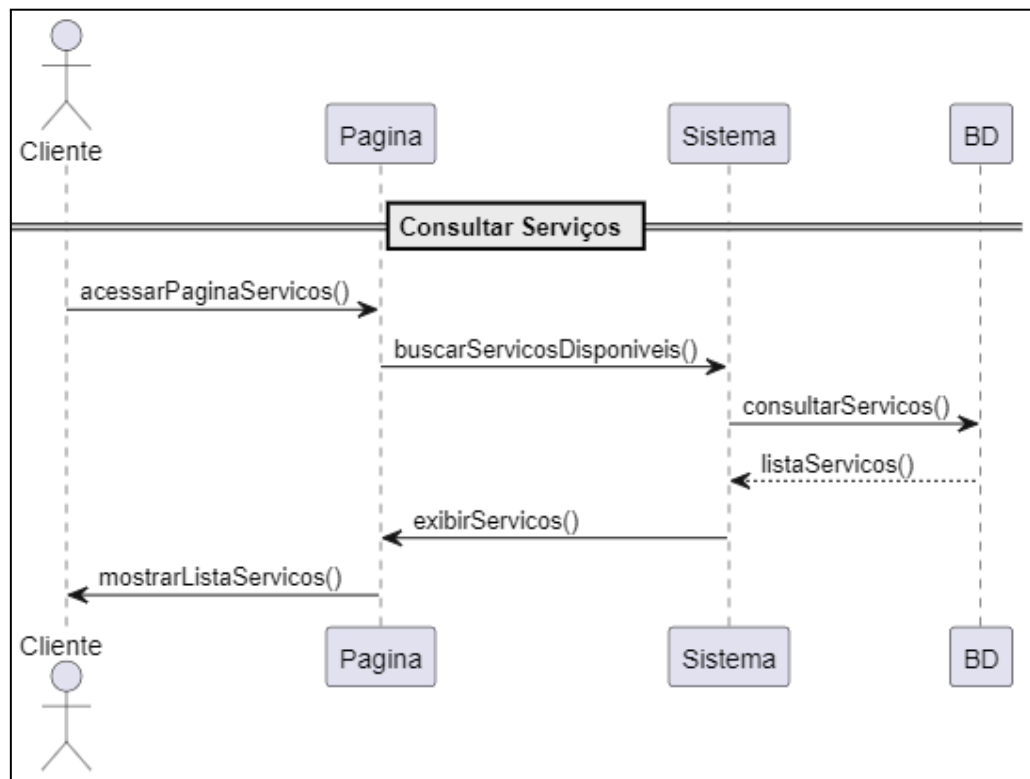 Cliente
Pagina
Sistema
BD
Consultar Serviços
acessarPaginaServicos()
buscarServicosDisponiveis()
consultarServicos()
listaServicos()
exibirServicos()
mostrarListaServicos()
Cliente
Pagina
Sistema
BD